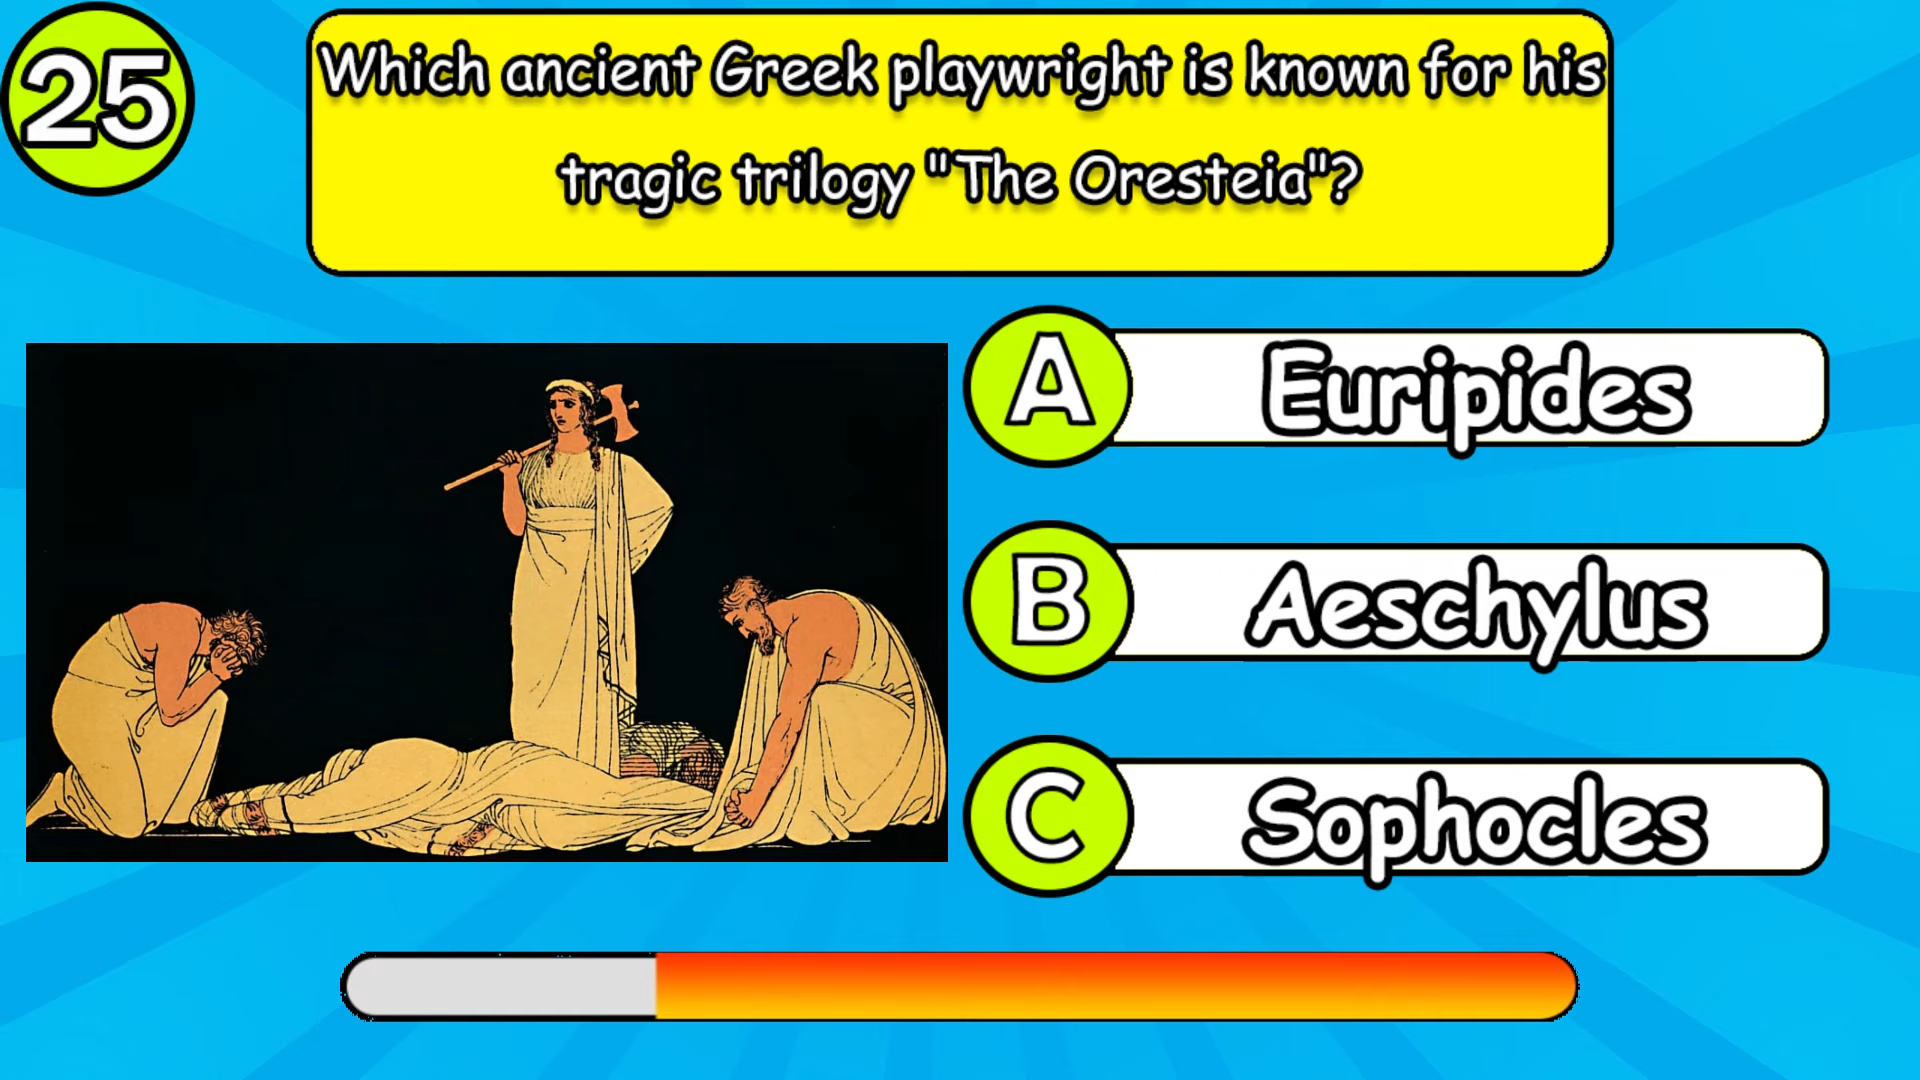 25
Which ancient Greek playwright is known for his
tragic trilogy "The Oresteia"?
A Euripides
B Aeschylus
C Sophocles